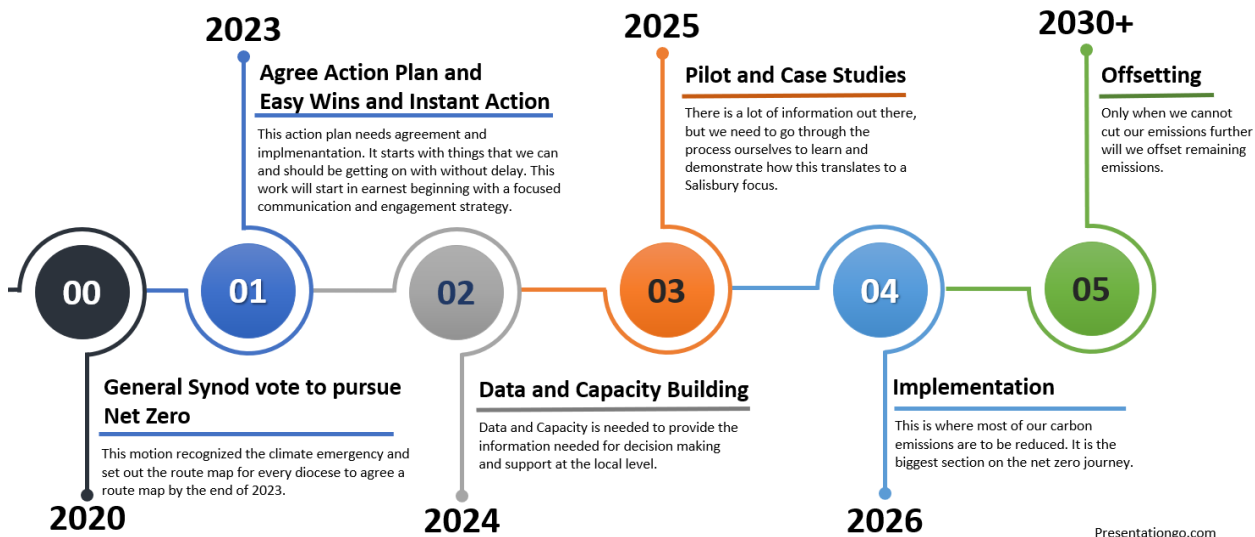 2023
Agree Action Plan and
Easy Wins and Instant Action
This action plan needs agreement and
implmenantation. It starts with things that we can
and should be getting on with without delay. This
work will start in earnest beginning with a focused
communication and engagement strategy.
2025
Pilot and Case Studies
There is a lot of information out there,
but we need to go through the
process ourselves to learn and
demonstrate how this translates to a
Salisbury focus.
2030+
Offsetting
Only when we cannot
cut our emissions further
will we offset remaining
emissions.
00
01
02
03
04
05
General Synod vote to pursue
Net Zero
This motion recognized the climate emergency and
set out the route map for every diocese to agree a
route map by the end of 2023.
2020
Data and Capacity Building
Data and Capacity is needed to provide the
information needed for decision making
and support at the local level.
2024
Implementation
This is where most of our carbon
emissions are to be reduced. It is the
biggest section on the net zero journey.
2026
Presentationgo.com